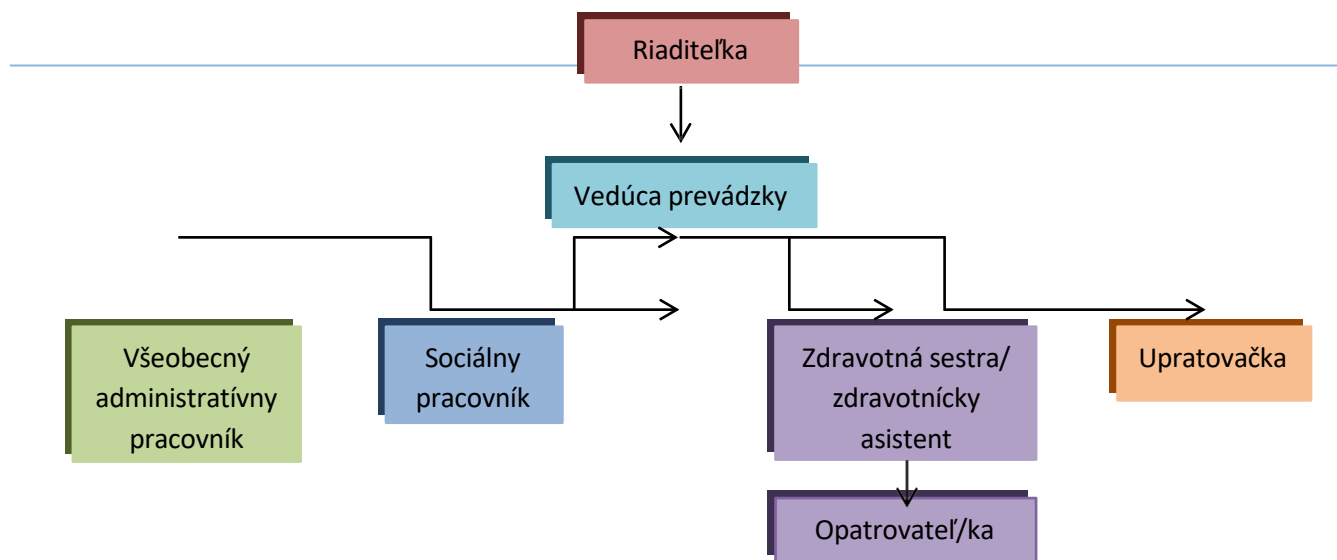 Riaditeľka
Vedúca prevádzky
Všeobecný
administratívny
pracovník
Sociálny
pracovník
Zdravotná sestra/
zdravotnícky
asistent
Upratovačka
Opatrovateľ/ka